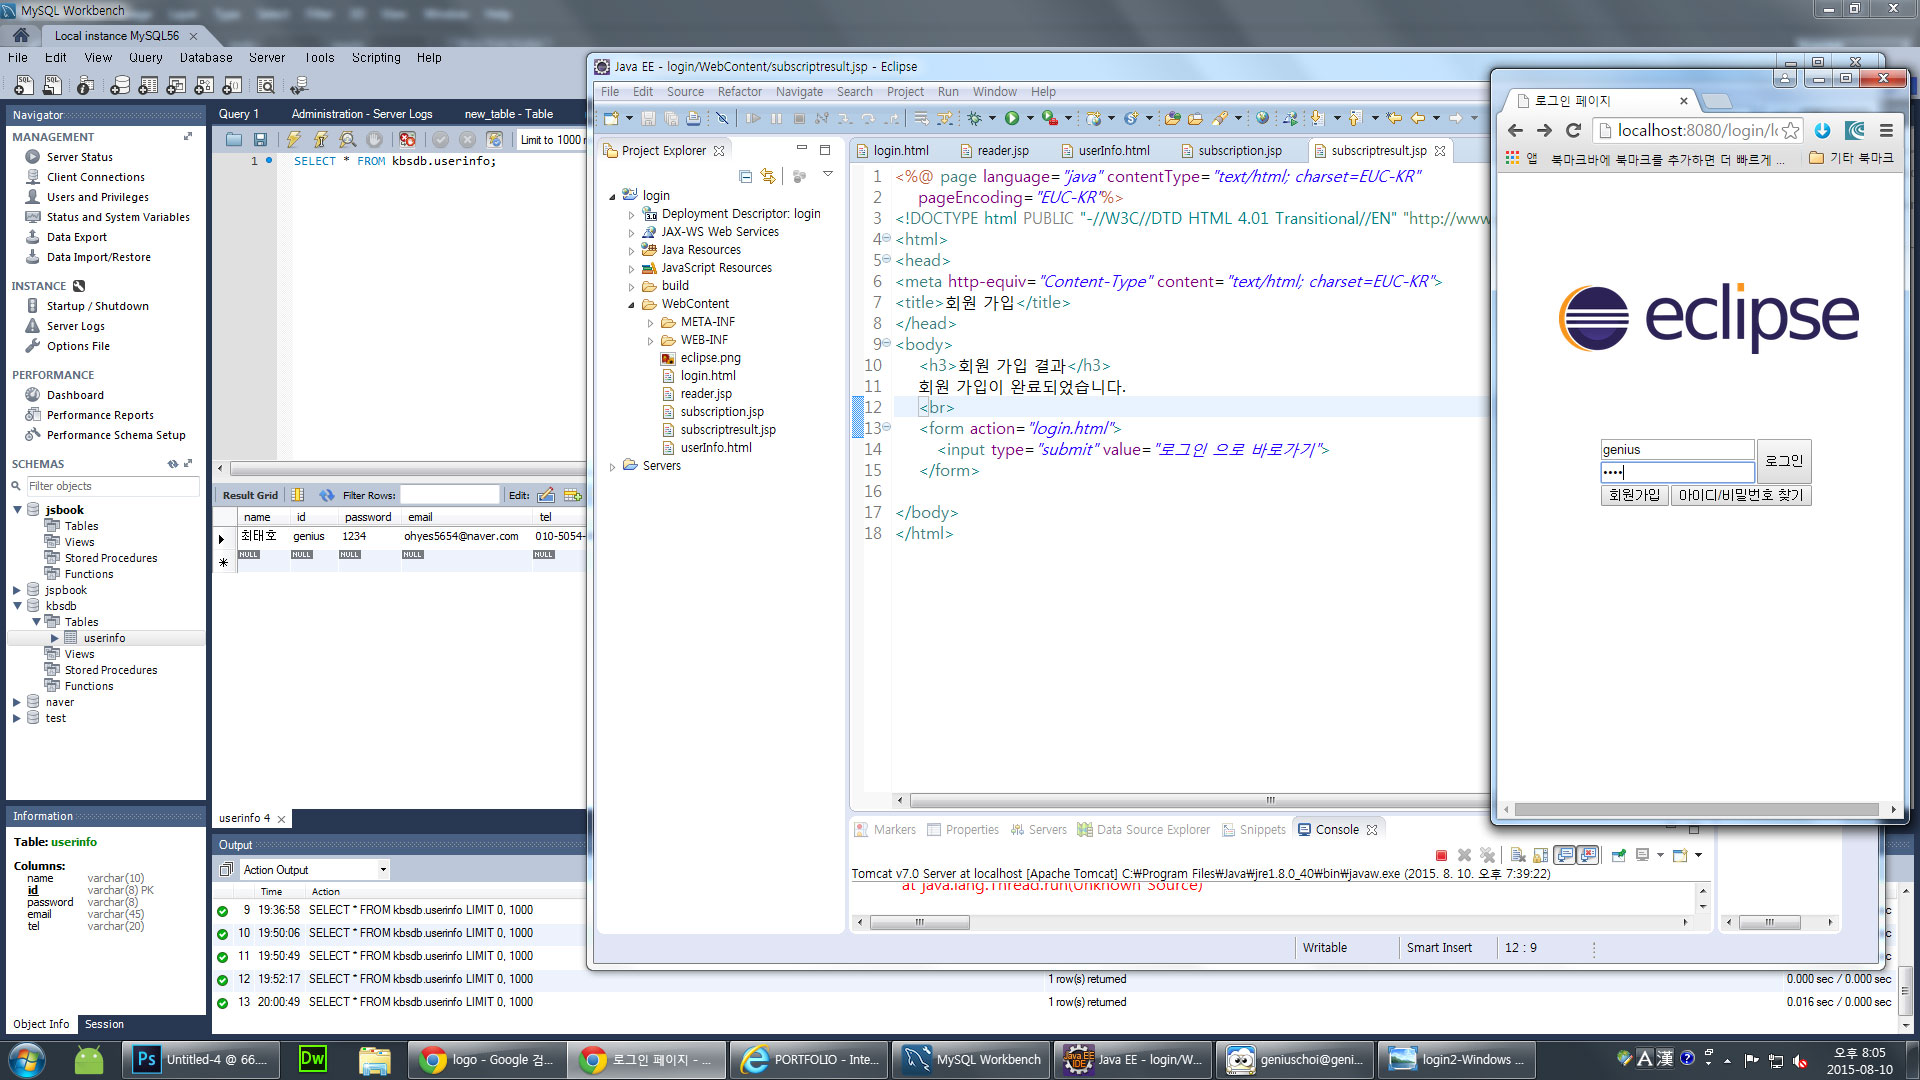 MySQL Workbench
Local instance MySQL56
File Edit View Query Database Server Tools Scripting Help
Navigator
MANAGEMENT
Server Status
Client Connections
Users and Privileges
Status and System Variables
Data Export
Data Import/Restore
INSTANCE
Startup / Shutdown
Server Logs
Options File
PERFORMANCE
Dashboard
Performance Reports
Performance Schema Setup
SCHEMAS
Filter objects
jsbook
Tables
Views
Stored Procedures
Functions
jspbook
kbsdb
Tables
userinfo
Views
Stored Procedures
Functions
naver
test
Information
Table: userinfo
Columns:
name varchar(10)
id varchar(8) PK
password varchar(8)
email varchar(45)
tel varchar(20)
Object Info Session
Query 1 Administration - Server Logs new_table - Table
Limit to 1000 r
1 SELECT * FROM kbsdb.userinfo;
Result Grid Filter Rows: Edit:
name id password email tel
최태호 genius 1234 ohyes5654@naver.com 010-5054-
NULL NULL NULL NULL NULL
userinfo 4
Output
Action Output
Time Action
9 19:36:58 SELECT * FROM kbsdb.userinfo LIMIT 0, 1000
10 19:50:06 SELECT * FROM kbsdb.userinfo LIMIT 0, 1000
11 19:50:49 SELECT * FROM kbsdb.userinfo LIMIT 0, 1000
12 19:52:17 SELECT * FROM kbsdb.userinfo LIMIT 0, 1000 1 row(s) returned 0.000 sec / 0.000 sec
13 20:00:49 SELECT * FROM kbsdb.userinfo LIMIT 0, 1000 1 row(s) returned 0.016 sec / 0.000 sec
Java EE - login/WebContent/subscriptresult.jsp - Eclipse
File Edit Source Refactor Navigate Search Project Run Window Help
Project Explorer
login
Deployment Descriptor: login
JAX-WS Web Services
Java Resources
JavaScript Resources
build
WebContent
META-INF
WEB-INF
eclipse.png
login.html
reader.jsp
subscription.jsp
subscriptresult.jsp
userInfo.html
Servers
login.html reader.jsp userInfo.html subscription.jsp subscriptresult.jsp
1 <%@ page language="java" contentType="text/html; charset=EUC-KR"
2 pageEncoding="EUC-KR"%>
3 <!DOCTYPE html PUBLIC "-//W3C//DTD HTML 4.01 Transitional//EN" "http://www
4 <html>
5 <head>
6 <meta http-equiv="Content-Type" content="text/html; charset=EUC-KR">
7 <title>회원 가입</title>
8 </head>
9 <body>
10 <h3>회원 가입 결과</h3>
11 회원 가입이 완료되었습니다.
12 <br>
13 <form action="login.html">
14 <input type="submit" value="로그인 으로 바로가기">
15 </form>
16
17 </body>
18 </html>
Markers Properties Servers Data Source Explorer Snippets Console
Tomcat v7.0 Server at localhost [Apache Tomcat] C:₩Program Files₩Java₩jre1.8.0_40₩bin₩javaw.exe (2015. 8. 10. 오후 7:39:22)
at java.lang.Thread.run(Unknown Source)
Writable Smart Insert 12 : 9
로그인 페이지
localhost:8080/login/lo
앱 북마크바에 북마크를 추가하면 더 빠르게 ... 기타 북마크
eclipse
genius
••••
로그인
회원가입 아이디/비밀번호 찾기
Ps Untitled-4 @ 66.... Dw logo - Google 검... 로그인 페이지 - ... PORTFOLIO - Inte... MySQL Workbench Java EE - login/W... geniuschoi@geni... login2-Windows ...
A 漢
오후 8:05
2015-08-10